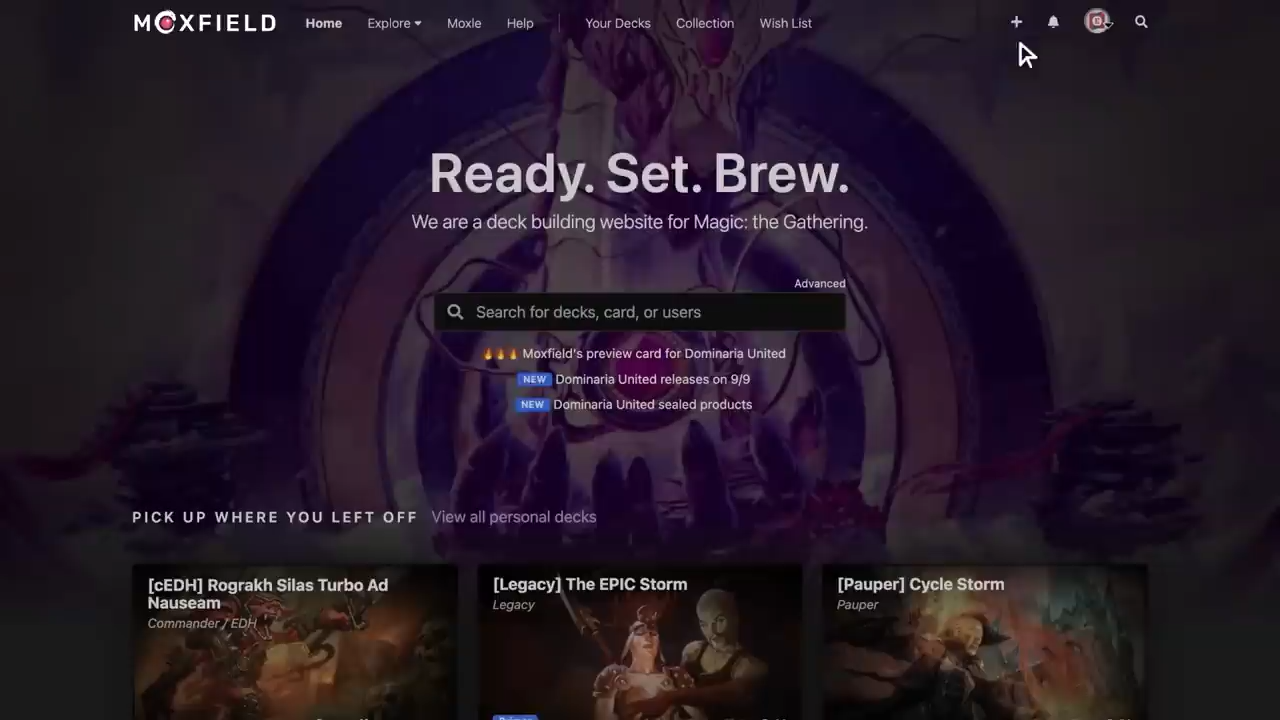 MOXFIELD
Home Explore Moxie Help Your Decks Collection Wish List
Ready. Set. Brew.
We are a deck building website for Magic: the Gathering.
Advanced
Search for decks, card, or users
🔥🔥🔥 Moxfield's preview card for Dominaria United
NEW Dominaria United releases on 9/9
NEW Dominaria United sealed products
PICK UP WHERE YOU LEFT OFF View all personal decks
[cEDH] Rograkh Silas Turbo Ad
Nauseam
Commander / EDH
[Legacy] The EPIC Storm
Legacy
[Pauper] Cycle Storm
Pauper